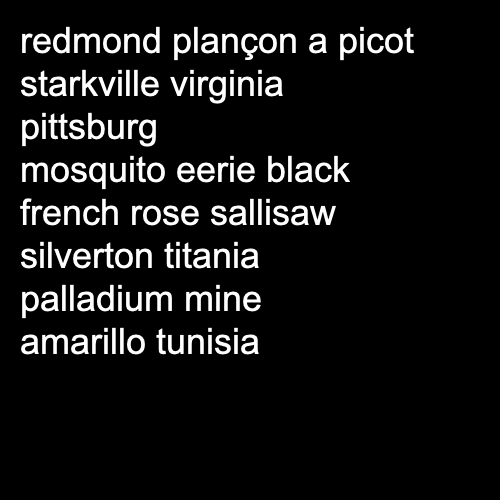 redmond plançon a picot
starkville virginia
pittsburg
mosquito eerie black
french rose sallisaw
silverton titania
palladium mine
amarillo tunisia